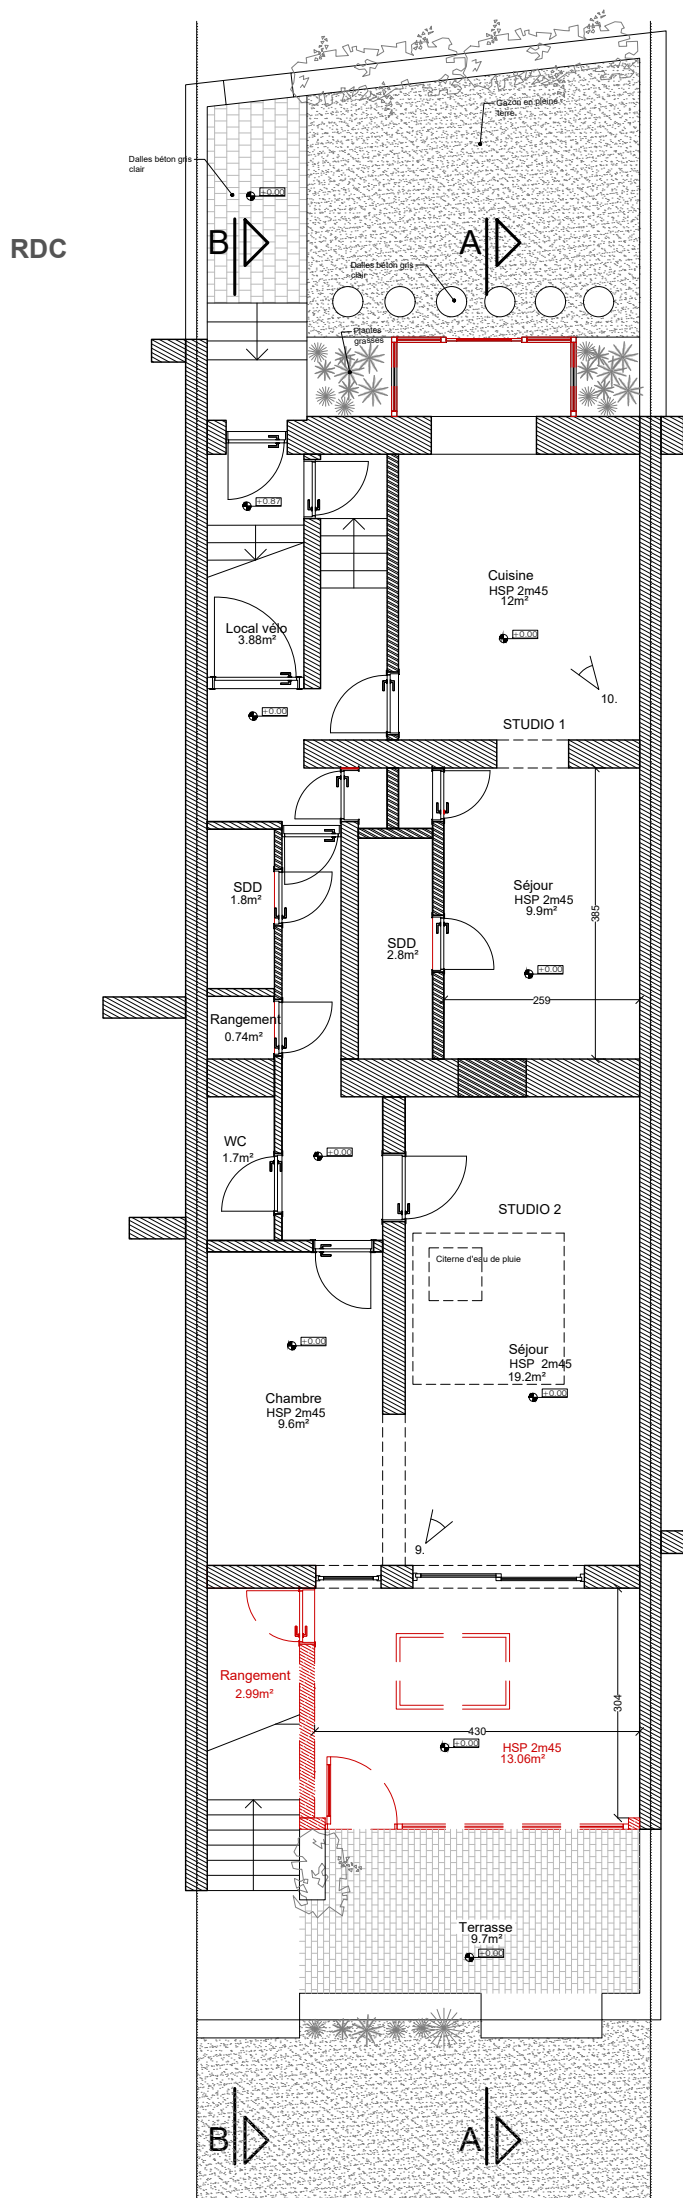 Gazon en pleine
terre.
Dalles béton gris
clair
+0.00
RDC
B
A
Dalles béton gris
clair
Plantes
grasses
+0.87
Cuisine
HSP 2m45
12m²
Local vélo
3.88m²
+0.00
10.
+0.00
STUDIO 1
SDD
1.8m²
Séjour
HSP 2m45
9.9m²
385
SDD
2.8m²
+0.00
259
Rangement
0.74m²
WC
1.7m²
+0.00
STUDIO 2
Citerne d'eau de pluie
+0.00
Séjour
HSP 2m45
19.2m²
Chambre
HSP 2m45
9.6m²
+0.00
9.
Rangement
2.99m²
304
430
+0.00
HSP 2m45
13.06m²
Terrasse
9.7m²
+0.00
B
A